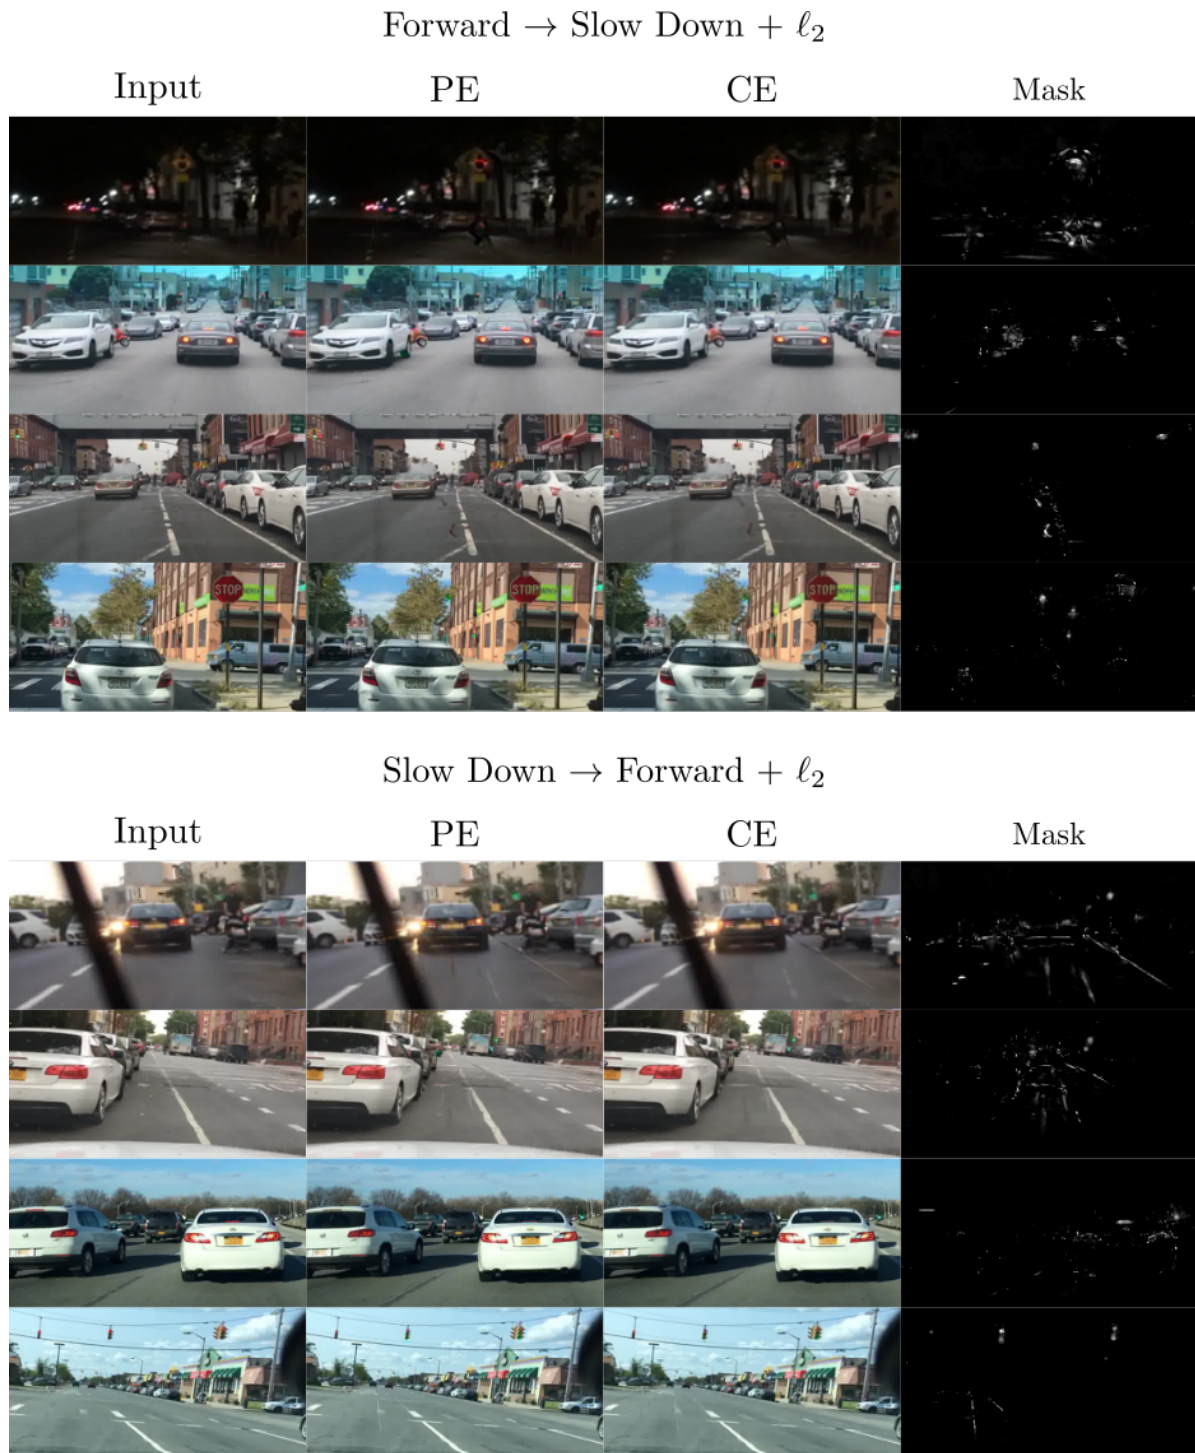 Forward → Slow Down + ℓ₂
Input PE CE Mask
STOP STOP STOP
Slow Down → Forward + ℓ₂
Input PE CE Mask